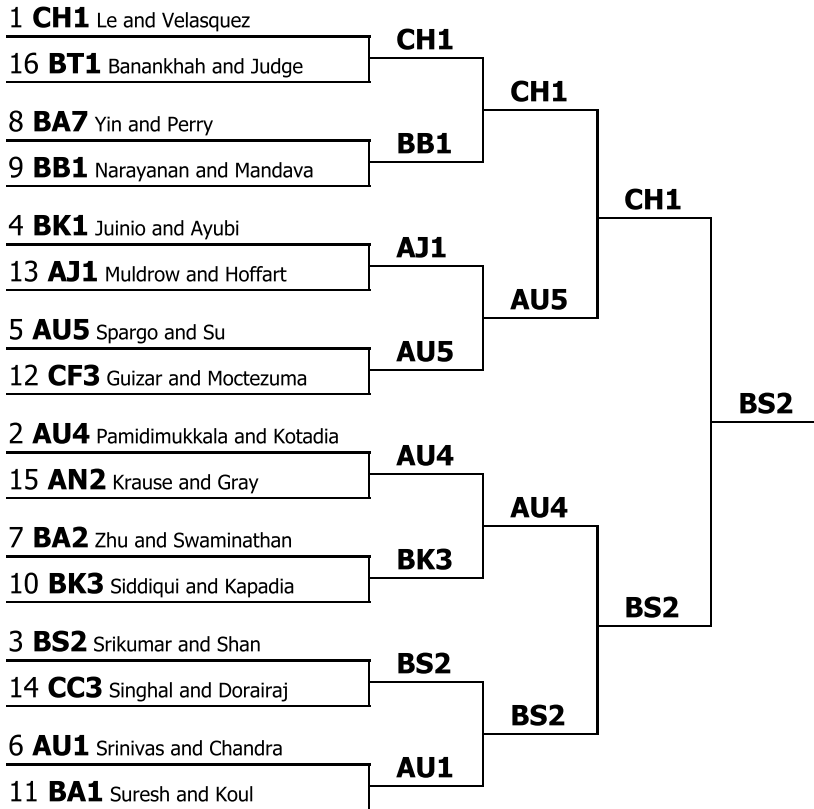 1 CH1 Le and Velasquez
16 BT1 Banankhah and Judge
8 BA7 Yin and Perry
9 BB1 Narayanan and Mandava
4 BK1 Juinio and Ayubi
13 AJ1 Muldrow and Hoffart
5 AU5 Spargo and Su
12 CF3 Guizar and Moctezuma
2 AU4 Pamidimukkala and Kotadia
15 AN2 Krause and Gray
7 BA2 Zhu and Swaminathan
10 BK3 Siddiqui and Kapadia
3 BS2 Srikumar and Shan
14 CC3 Singhal and Dorairaj
6 AU1 Srinivas and Chandra
11 BA1 Suresh and Koul
CH1
BB1
AJ1
AU5
AU4
BK3
BS2
AU1
CH1
AU5
AU4
BS2
CH1
BS2
BS2